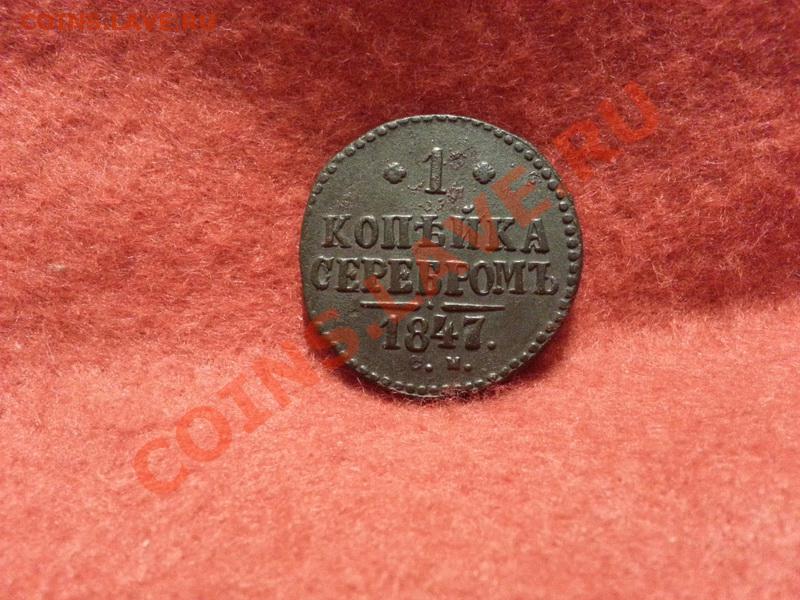 COINS.LAVE.RU
1
КОПѢЙКА
СЕРЕБРОМЪ
1847.
С. М.
COINS.LAVE.RU